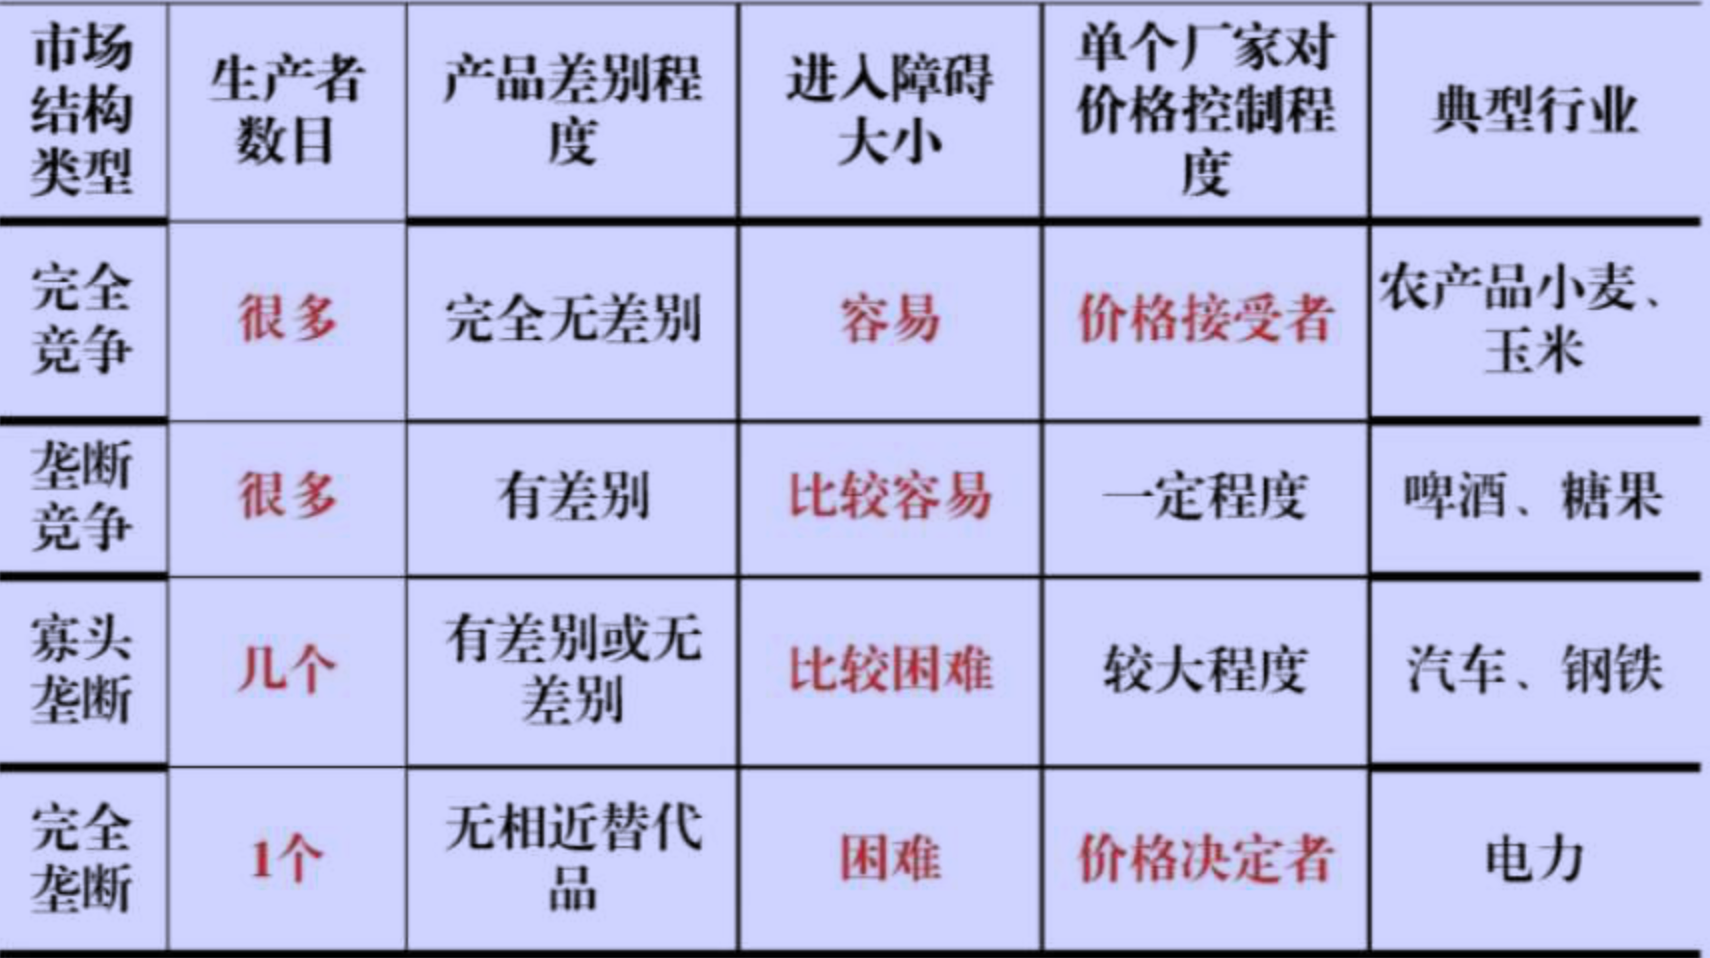 市场
结构
类型
生产者
数目
产品差别程
度
进入障碍
大小
单个厂家对
价格控制程
度
典型行业
完全
竞争
很多
完全无差别
容易
价格接受者
农产品小麦、
玉米
垄断
竞争
很多
有差别
比较容易
一定程度
啤酒、糖果
寡头
垄断
几个
有差别或无
差别
比较困难
较大程度
汽车、钢铁
完全
垄断
1个
无相近替代
品
困难
价格决定者
电力